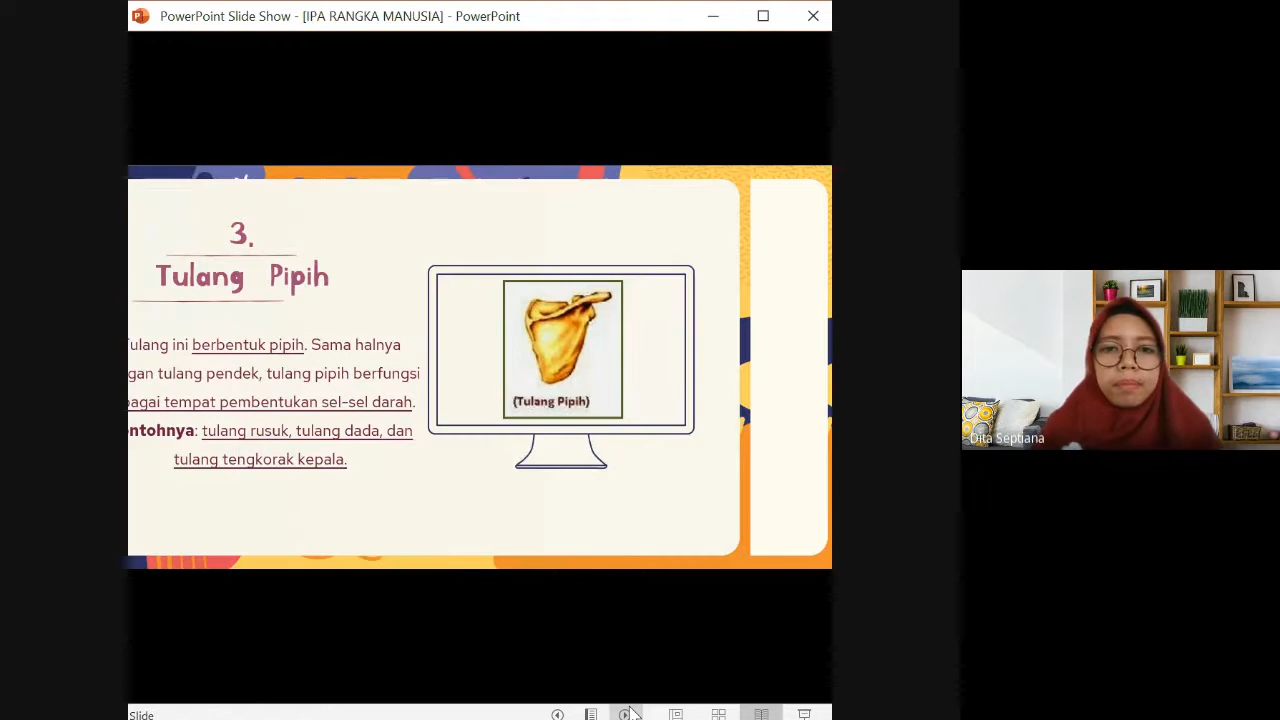 PowerPoint Slide Show - [IPA RANGKA MANUSIA] - PowerPoint
3.
Tulang Pipih
ulang ini berbentuk pipih. Sama halnya
gan tulang pendek, tulang pipih berfungsi
bagai tempat pembentukan sel-sel darah.
ntohnya: tulang rusuk, tulang dada, dan
tulang tengkorak kepala.
(Tulang Pipih)
Dita Septiana
Slide